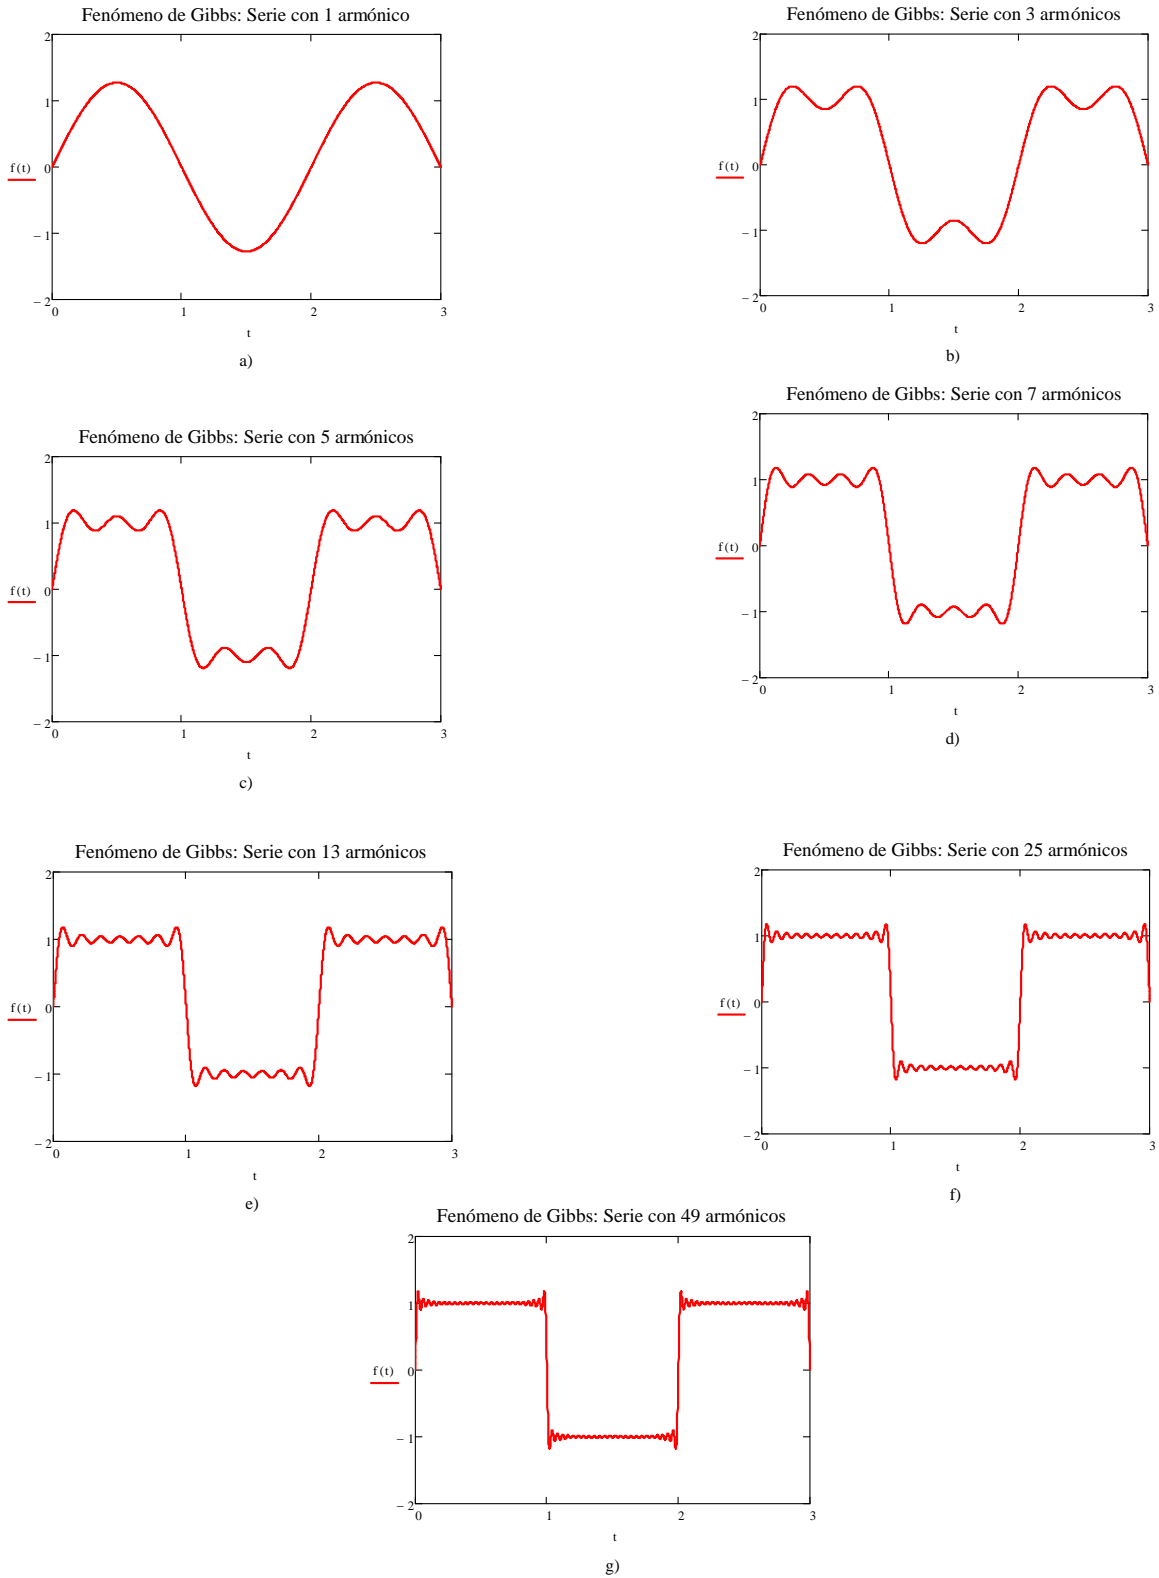 Fenómeno de Gibbs: Serie con 1 armónico
2
1
0
− 1
− 2
f(t)
0 1 2 3
t
a)
Fenómeno de Gibbs: Serie con 3 armónicos
2
1
0
− 1
− 2
f(t)
0 1 2 3
t
b)
Fenómeno de Gibbs: Serie con 5 armónicos
2
1
0
− 1
− 2
f(t)
0 1 2 3
t
c)
Fenómeno de Gibbs: Serie con 7 armónicos
2
1
0
− 1
− 2
f(t)
0 1 2 3
t
d)
Fenómeno de Gibbs: Serie con 13 armónicos
2
1
0
− 1
− 2
f(t)
0 1 2 3
t
e)
Fenómeno de Gibbs: Serie con 25 armónicos
2
1
0
− 1
− 2
f(t)
0 1 2 3
t
f)
Fenómeno de Gibbs: Serie con 49 armónicos
2
1
0
− 1
− 2
f(t)
0 1 2 3
t
g)